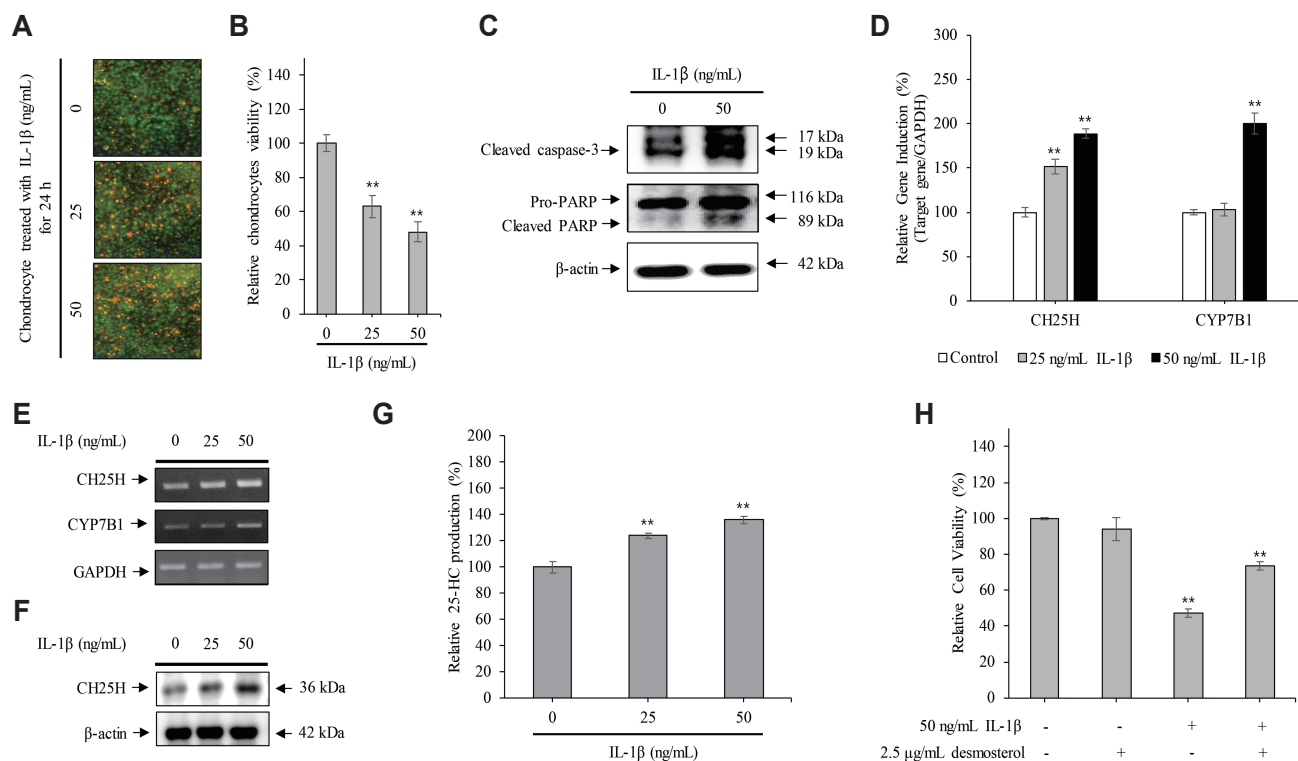 A
Chondrocyte treated with IL-1β (ng/mL)
for 24 h
0
25
50
B
Relative chondrocytes viability (%)
140
120
100
80
60
40
20
0
**
**
0 25 50
IL-1β (ng/mL)
C
IL-1β (ng/mL)
0 50
Cleaved caspase-3
17 kDa
19 kDa
Pro-PARP
116 kDa
Cleaved PARP
89 kDa
β-actin
42 kDa
D
Relative Gene Induction (%)
(Target gene/GAPDH)
300
250
200
150
100
50
0
**
**
**
CH25H CYP7B1
Control 25 ng/mL IL-1β 50 ng/mL IL-1β
E
IL-1β (ng/mL) 0 25 50
CH25H
CYP7B1
GAPDH
F
IL-1β (ng/mL) 0 25 50
CH25H 36 kDa
β-actin 42 kDa
G
Relative 25-HC production (%)
200
180
160
140
120
100
80
60
40
20
0
**
**
0 25 50
IL-1β (ng/mL)
H
Relative Cell Viability (%)
140
120
100
80
60
40
20
0
**
**
50 ng/mL IL-1β - - + +
2.5 μg/mL desmosterol - + - +